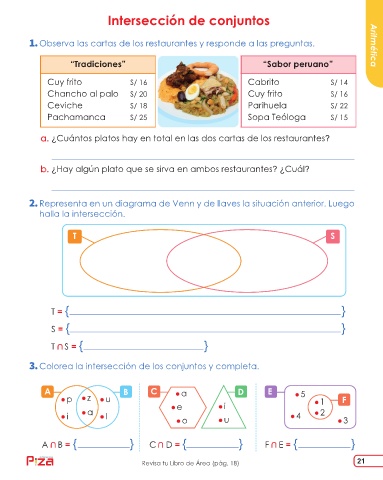 Intersección de conjuntos
Aritmética
1. Observa las cartas de los restaurantes y responde a las preguntas.
"Tradiciones"
Cuy frito S/ 16
Chancho al palo S/ 20
Ceviche S/ 18
Pachamanca S/ 25
"Sabor peruano"
Cabrito S/ 14
Cuy frito S/ 16
Parihuela S/ 22
Sopa Teóloga S/ 15
a. ¿Cuántos platos hay en total en las dos cartas de los restaurantes?
b. ¿Hay algún plato que se sirva en ambos restaurantes? ¿Cuál?
2. Representa en un diagrama de Venn y de llaves la situación anterior. Luego
halla la intersección.
T S
T = { }
S = { }
T ∩ S = { }
3. Colorea la intersección de los conjuntos y completa.
A B
p z u
i a l
C D
a
e i
o u
E F
5 1
4 2 3
A ∩ B = { } C ∩ D = { } F ∩ E = { }
Piza
Revisa tu Libro de Área (pág. 18)
21